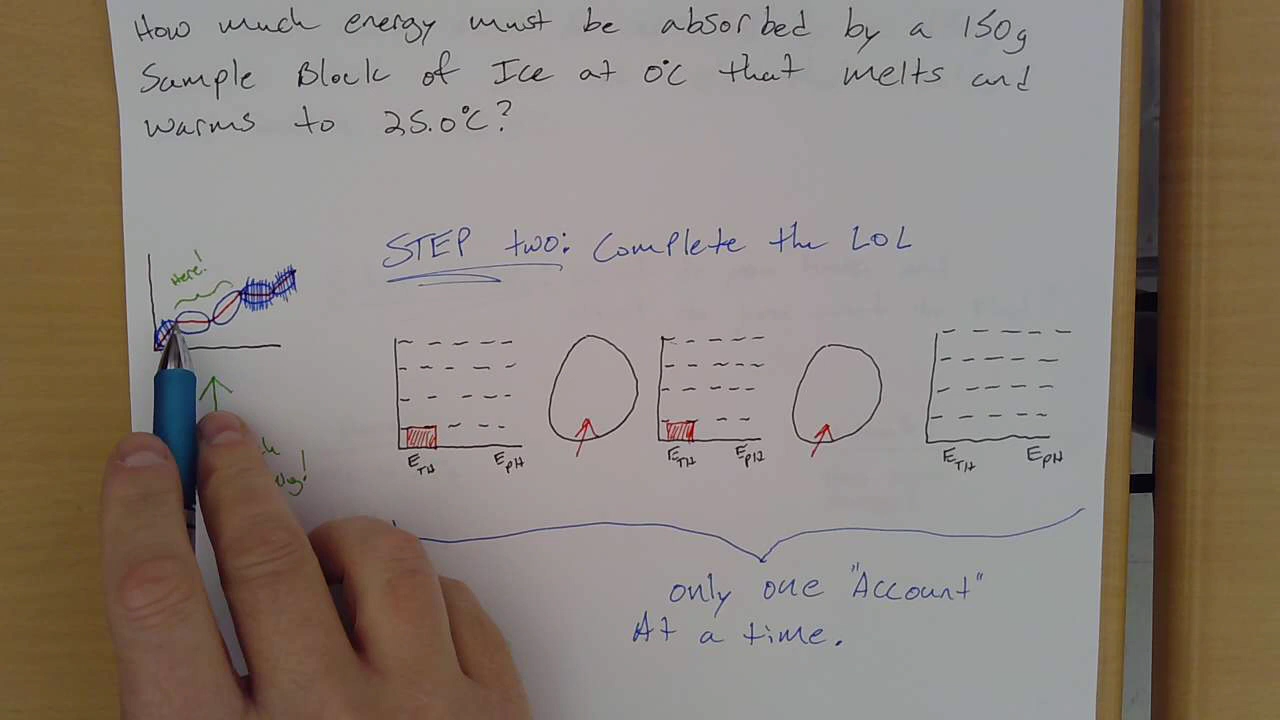 How much energy must be absorbed by a 150g
Sample Block of Ice at 0°C that melts and
warms to 25.0°C?
STEP two: Complete the LOL
Here!
ETH EPH ETH EPH ETH EPH
only one "Account"
At a time.